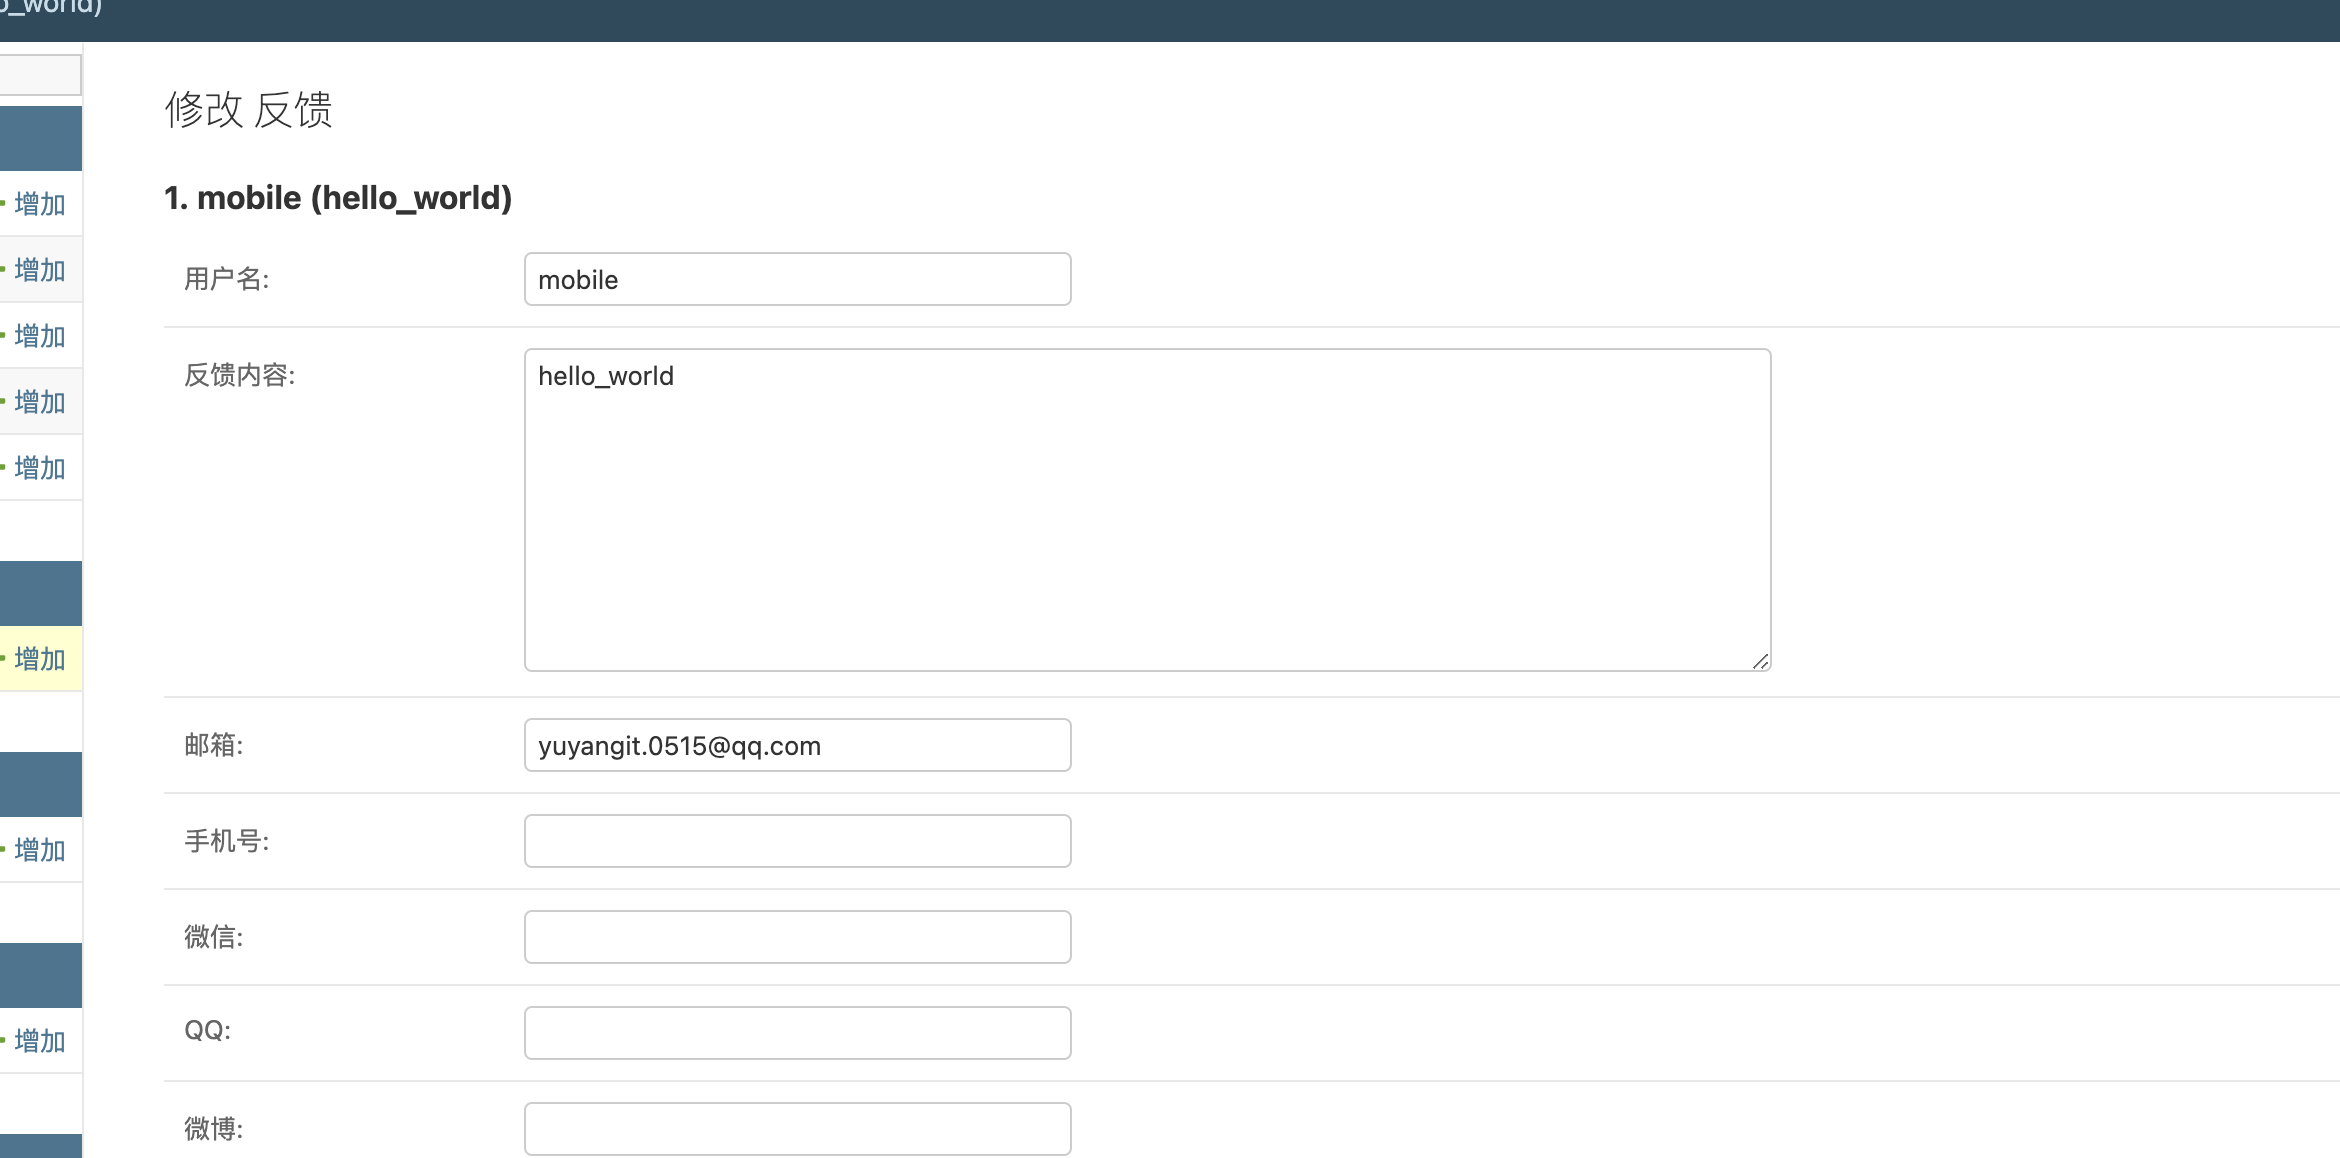 _world)
增加
增加
增加
增加
增加
增加
增加
增加
修改 反馈
1. mobile (hello_world)
用户名:
mobile
反馈内容:
hello_world
邮箱:
yuyangit.0515@qq.com
手机号:
微信:
QQ:
微博: